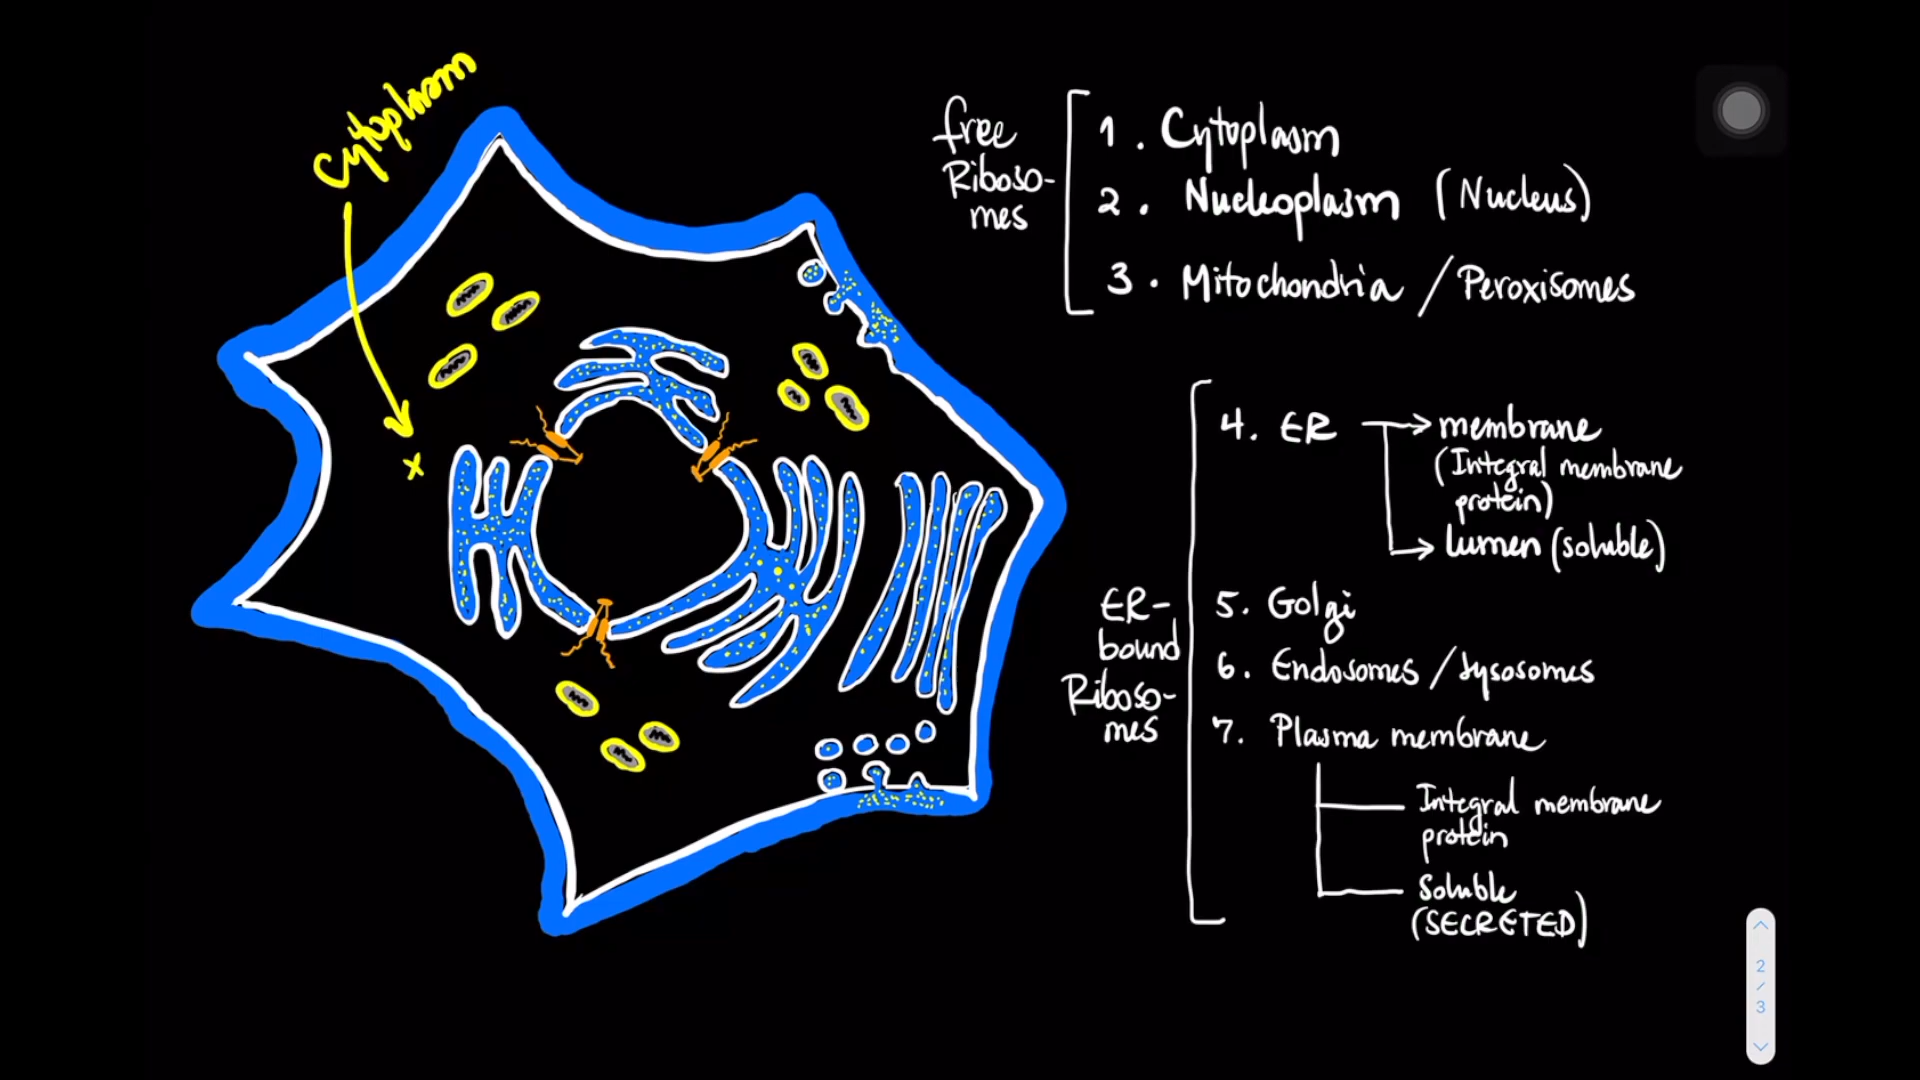 Cytoplasm
free
Riboso-
mes
1. Cytoplasm
2. Nucleoplasm (Nucleus)
3. Mitochondria / Peroxisomes
ER-
bound
Riboso-
mes
4. ER
membrane
(Integral membrane
protein)
Lumen (soluble)
5. Golgi
6. Endosomes / Lysosomes
7. Plasma membrane
Integral membrane
protein
Soluble
(SECRETED)
2
/
3